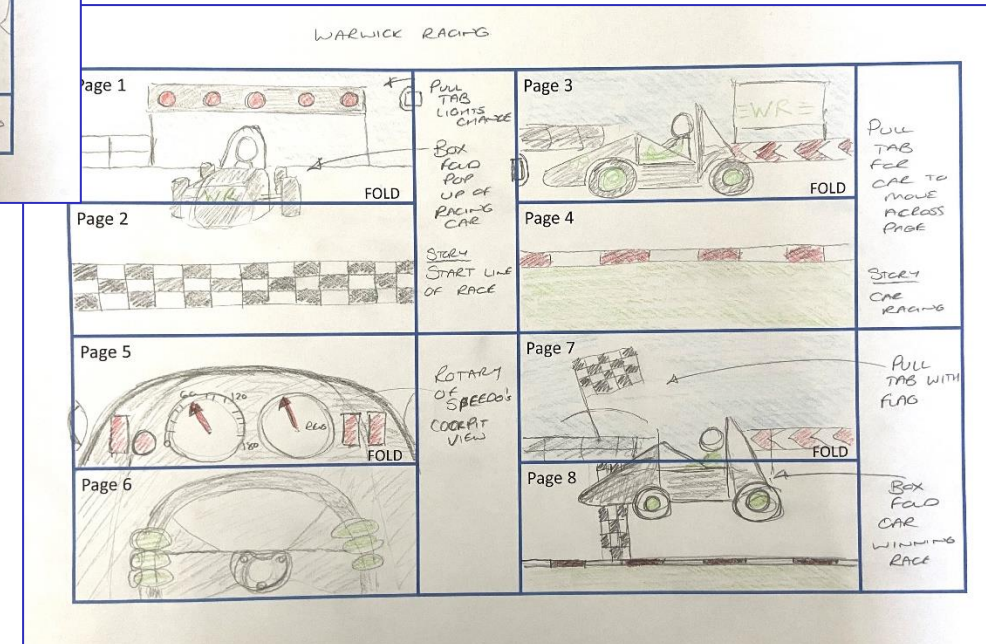 WARWICK RACING
Page 1
WR
FOLD
PULL
TAB
LIGHTS
CHANGE
BOX
FOLD
POP
UP OF
RACING
CAR
STORY
START LINE
OF RACE
Page 2
Page 3
WR
FOLD
PULL
TAB
FOR
CAR TO
MOVE
ACROSS
PAGE
STORY
CAR
RACING
Page 4
Page 5
60
120
180
REVS
FOLD
ROTARY
OF
SPEEDO'S
COCKPIT
VIEW
Page 6
Page 7
FOLD
PULL
TAB WITH
FLAG
Page 8
BOX
FOLD
CAR
WINNING
RACE